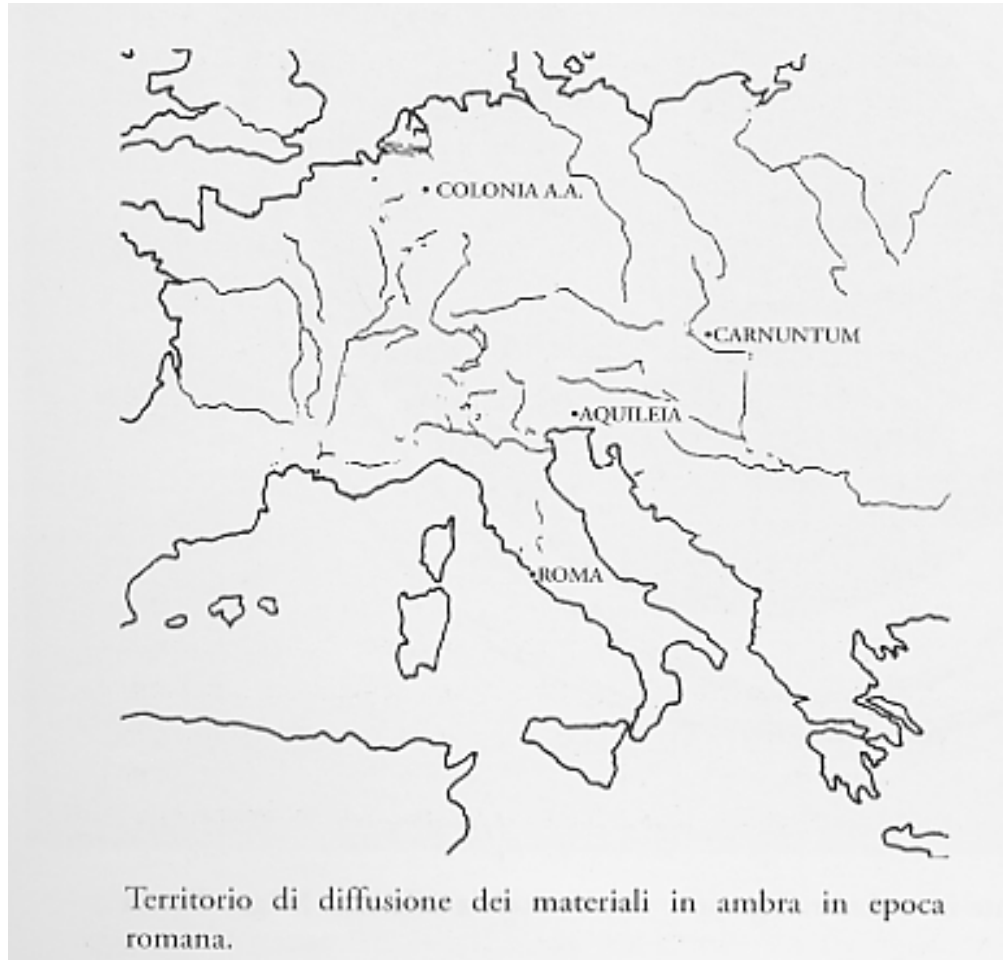 • COLONIA A.A.
•CARNUNTUM
•AQUILEIA
•ROMA
Territorio di diffusione dei materiali in ambra in epoca
romana.